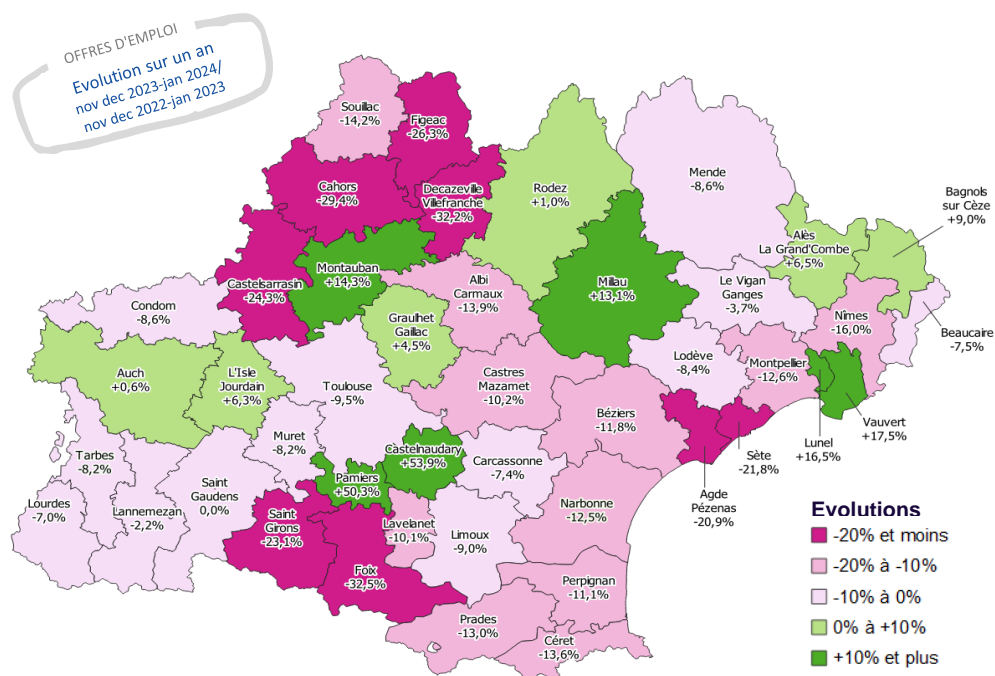 OFFRES D'EMPLOI
Evolution sur un an
nov dec 2023-jan 2024/
nov dec 2022-jan 2023
Souillac
-14,2%
Figeac
-26,3%
Cahors
-29,4%
Decazeville
Villefranche
-32,2%
Rodez
+1,0%
Mende
-8,6%
Bagnols
sur Cèze
+9,0%
Alès
La Grand'Combe
+6,5%
Montauban
+14,3%
Castelsarrasin
-24,3%
Albi
Carmaux
-13,9%
Millau
+13,1%
Le Vigan
Ganges
-3,7%
Condom
-8,6%
Graulhet
Gaillac
+4,5%
Nîmes
-16,0%
Beaucaire
-7,5%
Auch
+0,6%
L'Isle
Jourdain
+6,3%
Toulouse
-9,5%
Castres
Mazamet
-10,2%
Lodève
-8,4%
Montpellier
-12,6%
Béziers
-11,8%
Vauvert
+17,5%
Lunel
+16,5%
Muret
-8,2%
Castelnaudary
+53,9%
Carcassonne
-7,4%
Sète
-21,8%
Tarbes
-8,2%
Pamiers
+50,3%
Saint
Gaudens
0,0%
Agde
Pézenas
-20,9%
Lourdes
-7,0%
Lannemezan
-2,2%
Saint
Girons
-23,1%
Lavelanet
-10,1%
Limoux
-9,0%
Narbonne
-12,5%
Foix
-32,5%
Perpignan
-11,1%
Prades
-13,0%
Céret
-13,6%
Evolutions
-20% et moins
-20% à -10%
-10% à 0%
0% à +10%
+10% et plus